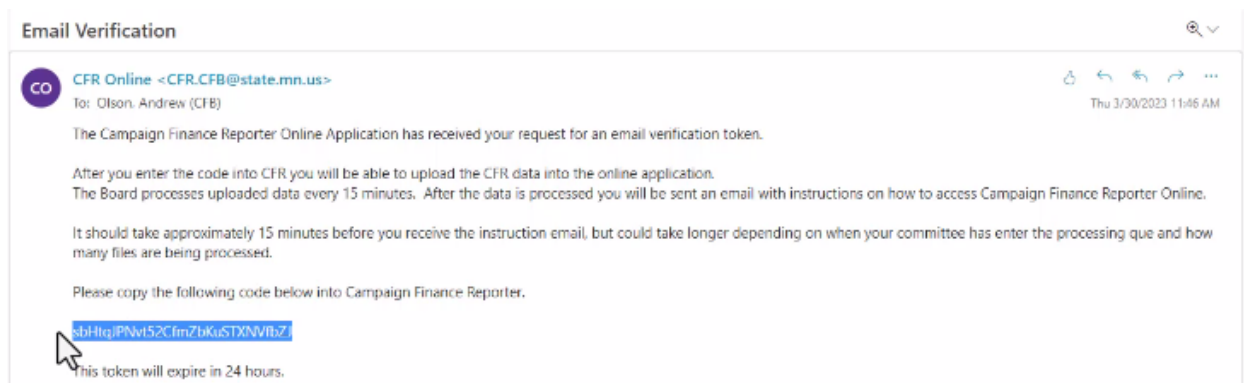 Email Verification
CO
CFR Online <CFR.CFB@state.mn.us>
To: Olson, Andrew (CFB)
Thu 3/30/2023 11:46 AM
The Campaign Finance Reporter Online Application has received your request for an email verification token.
After you enter the code into CFR you will be able to upload the CFR data into the online application.
The Board processes uploaded data every 15 minutes. After the data is processed you will be sent an email with instructions on how to access Campaign Finance Reporter Online.
It should take approximately 15 minutes before you receive the instruction email, but could take longer depending on when your committee has enter the processing que and how
many files are being processed.
Please copy the following code below into Campaign Finance Reporter.
sbHtqJPNvt52CfmZbKuSTXNVfbZJ
This token will expire in 24 hours.